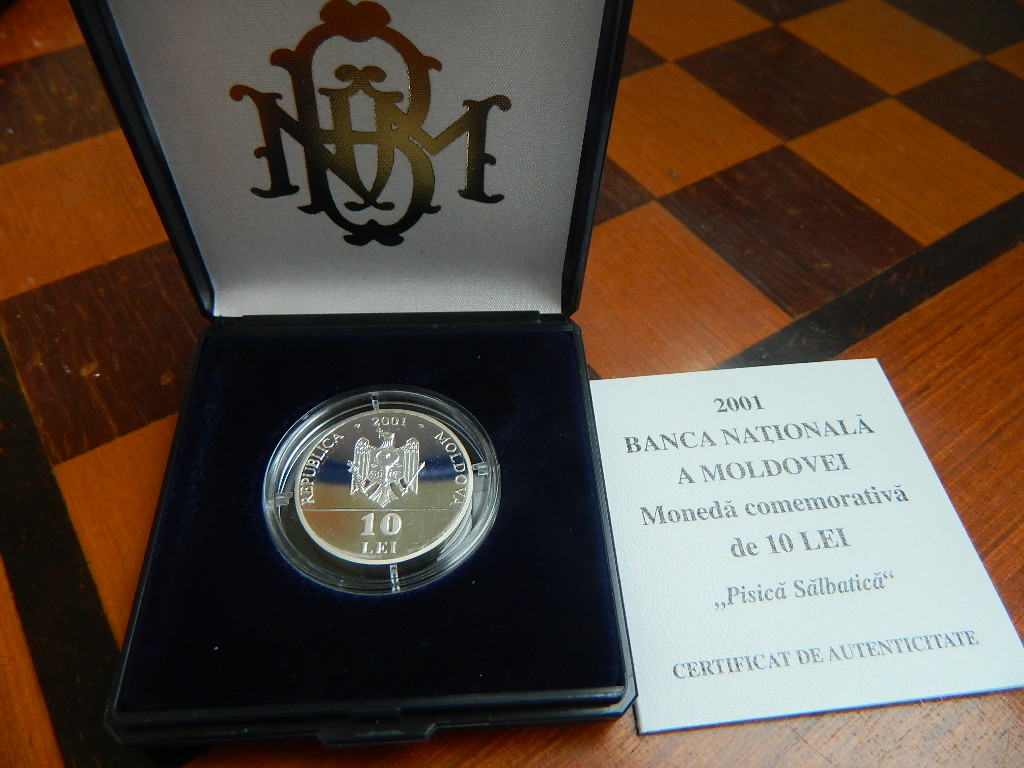 BNM
REPUBLICA • 2001 • MOLDOVA
10
LEI
2001
BANCA NAȚIONALĂ
A MOLDOVEI
Monedă comemorativă
de 10 LEI
„Pisică Sălbatică“
CERTIFICAT DE AUTENTICITATE